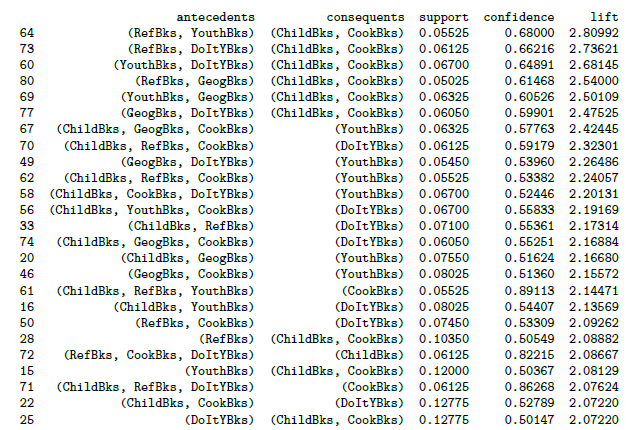 antecedents consequents support confidence lift
64 (RefBks, YouthBks) (ChildBks, CookBks) 0.05525 0.68000 2.80992
73 (RefBks, DoItYBks) (ChildBks, CookBks) 0.06125 0.66216 2.73621
60 (YouthBks, DoItYBks) (ChildBks, CookBks) 0.06700 0.64891 2.68145
80 (RefBks, GeogBks) (ChildBks, CookBks) 0.05025 0.61468 2.54000
69 (YouthBks, GeogBks) (ChildBks, CookBks) 0.06325 0.60526 2.50109
77 (GeogBks, DoItYBks) (ChildBks, CookBks) 0.06050 0.59901 2.47525
67 (ChildBks, GeogBks, CookBks) (YouthBks) 0.06325 0.57763 2.42445
70 (ChildBks, RefBks, CookBks) (DoItYBks) 0.06125 0.59179 2.32301
49 (GeogBks, DoItYBks) (YouthBks) 0.05450 0.53960 2.26486
62 (ChildBks, RefBks, CookBks) (YouthBks) 0.05525 0.53382 2.24057
58 (ChildBks, CookBks, DoItYBks) (YouthBks) 0.06700 0.52446 2.20131
56 (ChildBks, YouthBks, CookBks) (DoItYBks) 0.06700 0.55833 2.19169
33 (ChildBks, RefBks) (DoItYBks) 0.07100 0.55361 2.17314
74 (ChildBks, GeogBks, CookBks) (DoItYBks) 0.06050 0.55251 2.16884
20 (ChildBks, GeogBks) (YouthBks) 0.07550 0.51624 2.16680
46 (GeogBks, CookBks) (YouthBks) 0.08025 0.51360 2.15572
61 (ChildBks, RefBks, YouthBks) (CookBks) 0.05525 0.89113 2.14471
16 (ChildBks, YouthBks) (DoItYBks) 0.08025 0.54407 2.13569
50 (RefBks, CookBks) (DoItYBks) 0.07450 0.53309 2.09262
28 (RefBks) (ChildBks, CookBks) 0.10350 0.50549 2.08882
72 (RefBks, CookBks, DoItYBks) (ChildBks) 0.06125 0.82215 2.08667
15 (YouthBks) (ChildBks, CookBks) 0.12000 0.50367 2.08129
71 (ChildBks, RefBks, DoItYBks) (CookBks) 0.06125 0.86268 2.07624
22 (ChildBks, CookBks) (DoItYBks) 0.12775 0.52789 2.07220
25 (DoItYBks) (ChildBks, CookBks) 0.12775 0.50147 2.07220